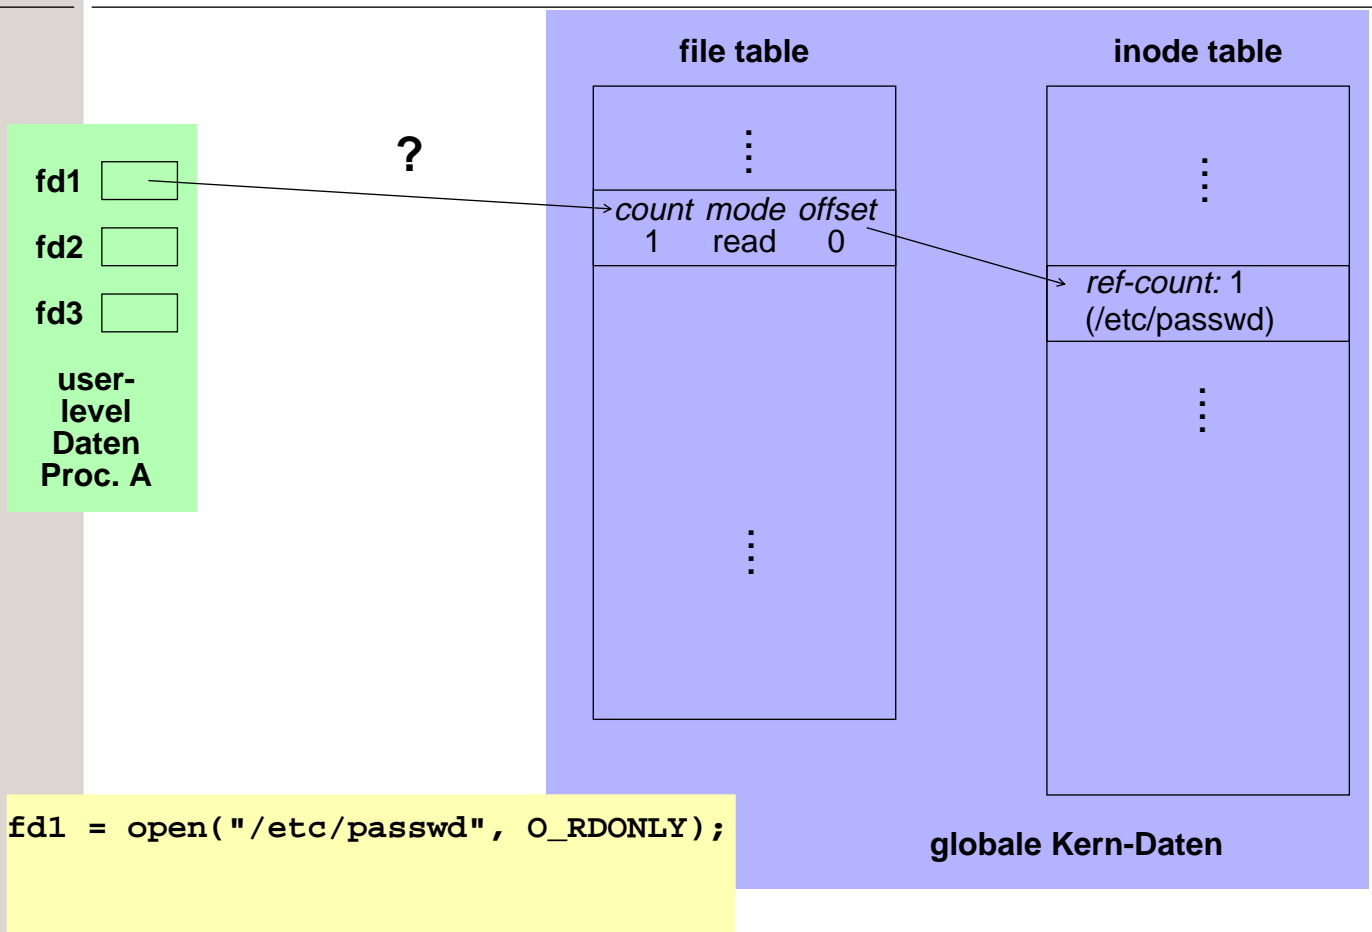 file table
inode table
?
fd1
fd2
fd3
user-
level
Daten
Proc. A
count mode offset
1 read 0
ref-count: 1
(/etc/passwd)
fd1 = open("/etc/passwd", O_RDONLY);
globale Kern-Daten